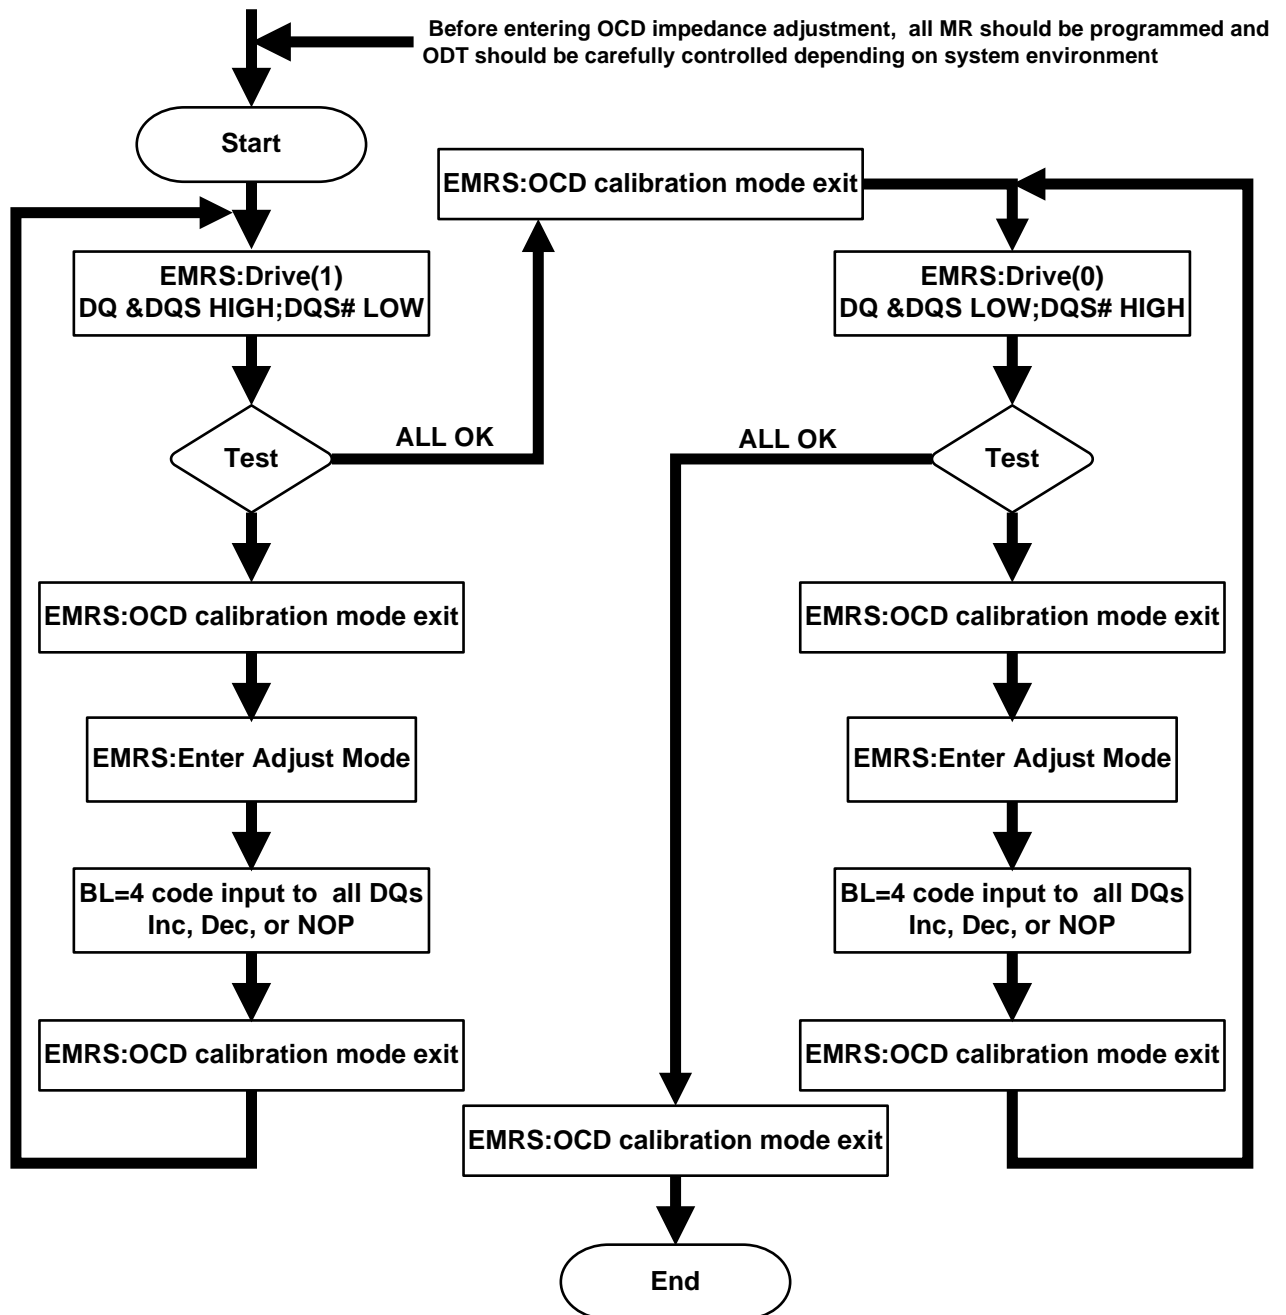 Before entering OCD impedance adjustment, all MR should be programmed and
ODT should be carefully controlled depending on system environment
Start
EMRS:OCD calibration mode exit
EMRS:Drive(1)
DQ &DQS HIGH;DQS# LOW
EMRS:Drive(0)
DQ &DQS LOW;DQS# HIGH
Test
ALL OK
ALL OK
Test
EMRS:OCD calibration mode exit
EMRS:OCD calibration mode exit
EMRS:Enter Adjust Mode
EMRS:Enter Adjust Mode
BL=4 code input to all DQs
Inc, Dec, or NOP
BL=4 code input to all DQs
Inc, Dec, or NOP
EMRS:OCD calibration mode exit
EMRS:OCD calibration mode exit
EMRS:OCD calibration mode exit
End